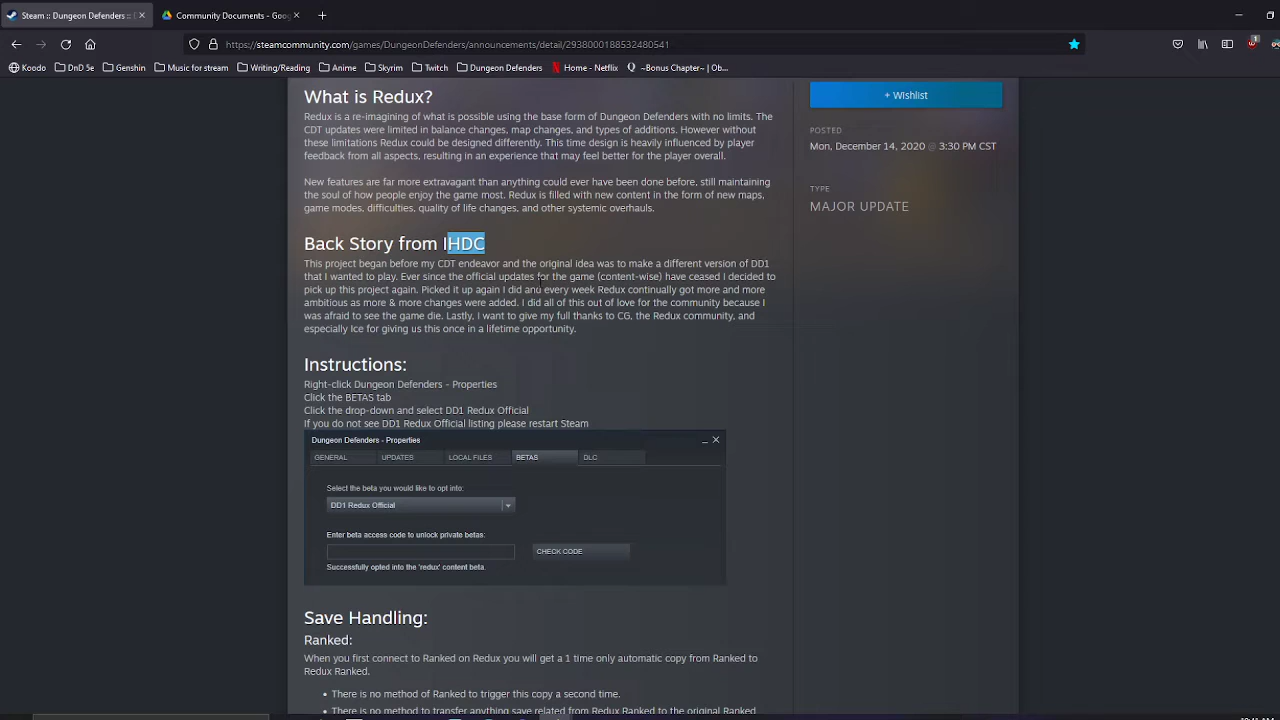 Steam :: Dungeon Defenders :: D
Community Documents - Goog
https://steamcommunity.com/games/DungeonDefenders/announcements/detail/2938000188532480541
Koodo
DnD 5e
Genshin
Music for stream
Writing/Reading
Anime
Skyrim
Twitch
Dungeon Defenders
Home - Netflix
~Bonus Chapter~ | Ob...
What is Redux?
Redux is a re-imagining of what is possible using the base form of Dungeon Defenders with no limits. The
CDT updates were limited in balance changes, map changes, and types of additions. However without
these limitations Redux could be designed differently. This time design is heavily influenced by player
feedback from all aspects, resulting in an experience that may feel better for the player overall.
New features are far more extravagant than anything could ever have been done before, still maintaining
the soul of how people enjoy the game most. Redux is filled with new content in the form of new maps,
game modes, difficulties, quality of life changes, and other systemic overhauls.
Back Story from IHDC
This project began before my CDT endeavor and the original idea was to make a different version of DD1
that I wanted to play. Ever since the official updates for the game (content-wise) have ceased I decided to
pick up this project again. Picked it up again I did and every week Redux continually got more and more
ambitious as more & more changes were added. I did all of this out of love for the community because I
was afraid to see the game die. Lastly, I want to give my full thanks to CG, the Redux community, and
especially Ice for giving us this once in a lifetime opportunity.
Instructions:
Right-click Dungeon Defenders - Properties
Click the BETAS tab
Click the drop-down and select DD1 Redux Official
If you do not see DD1 Redux Official listing please restart Steam
Dungeon Defenders - Properties
GENERAL
UPDATES
LOCAL FILES
BETAS
DLC
Select the beta you would like to opt into:
DD1 Redux Official
Enter beta access code to unlock private betas:
CHECK CODE
Successfully opted into the 'redux' content beta.
Save Handling:
Ranked:
When you first connect to Ranked on Redux you will get a 1 time only automatic copy from Ranked to
Redux Ranked.
• There is no method of Ranked to trigger this copy a second time.
• There is no method to transfer anything save related from Redux Ranked to the original Ranked
+ Wishlist
POSTED
Mon, December 14, 2020 @ 3:30 PM CST
TYPE
MAJOR UPDATE
1